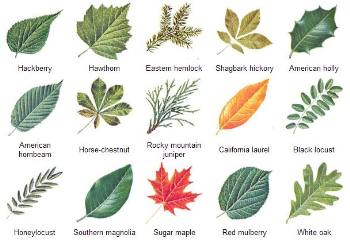 Hackberry
Hawthorn
Eastern hemlock
Shagbark hickory
American holly
American
hornbeam
Horse-chestnut
Rocky mountain
juniper
California laurel
Black locust
Honeylocust
Southern magnolia
Sugar maple
Red mulberry
White oak